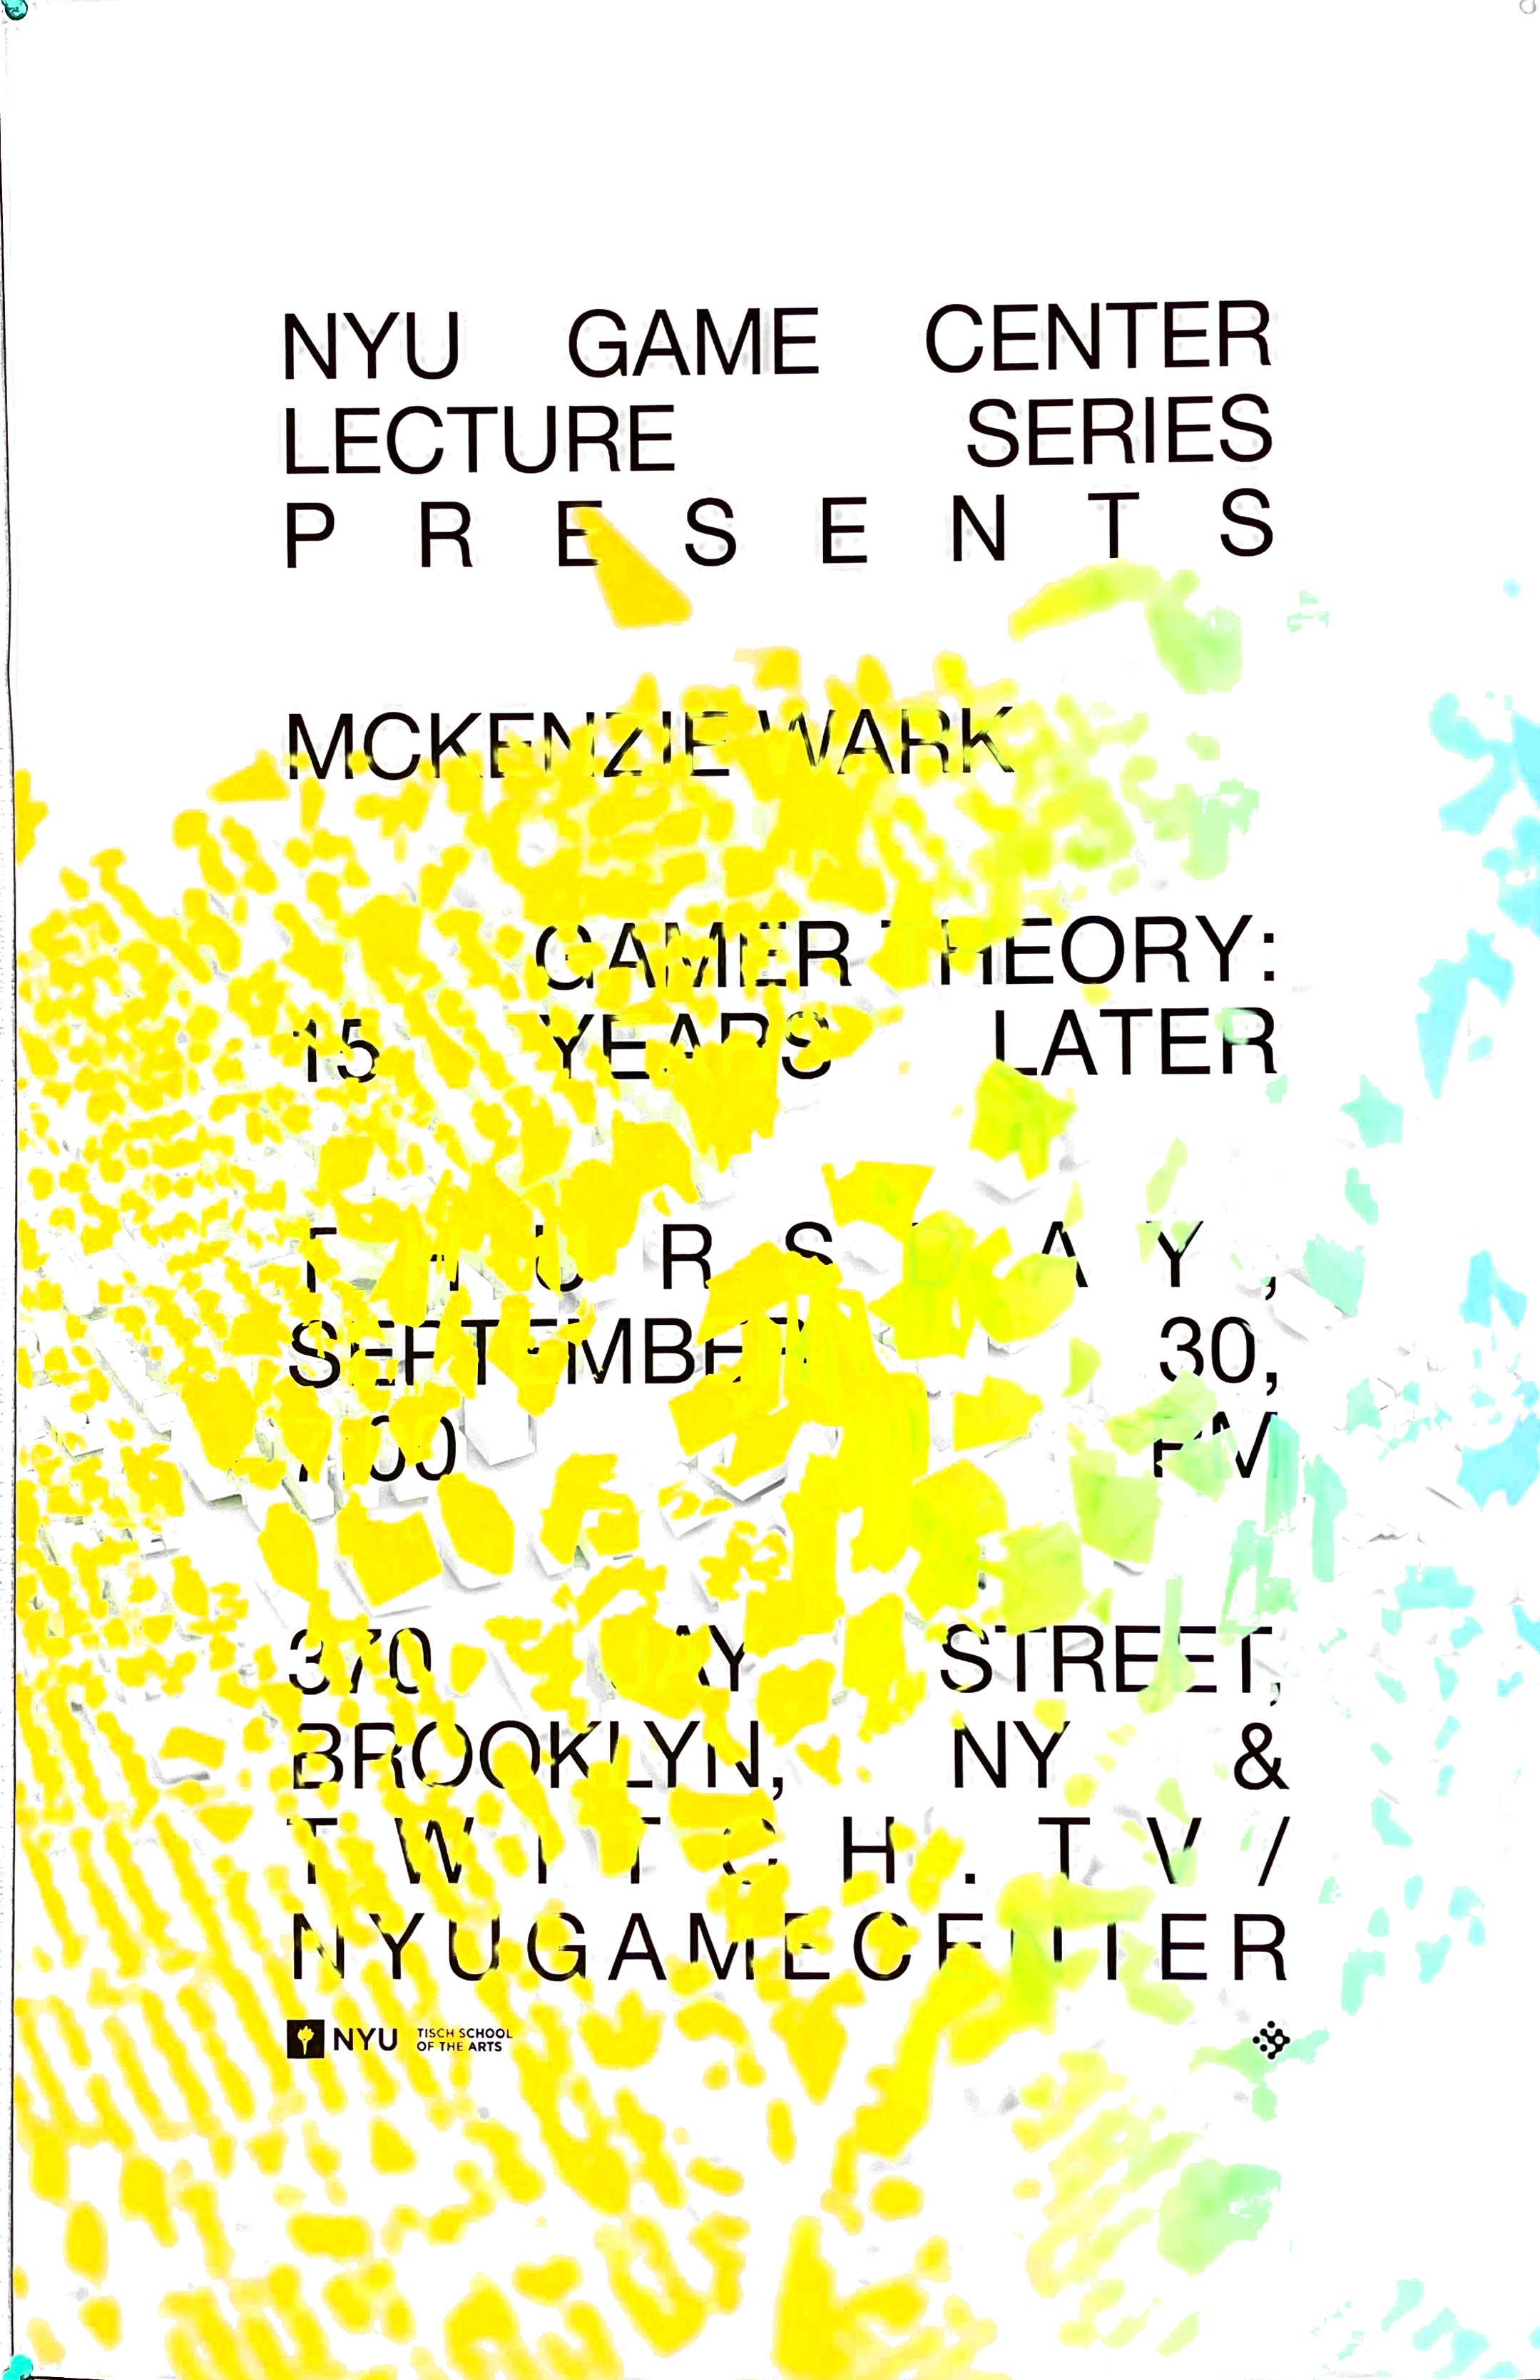 NYU GAME CENTER
LECTURE SERIES
PRESENTS
MCKENZIE WARK
GAMER THEORY:
15 YEARS LATER
THURSDAY,
SEPTEMBER 30,
7:00 PM
370 JAY STREET,
BROOKLYN, NY &
TWITCH.TV/
NYUGAMECENTER
NYU TISCH SCHOOL
OF THE ARTS